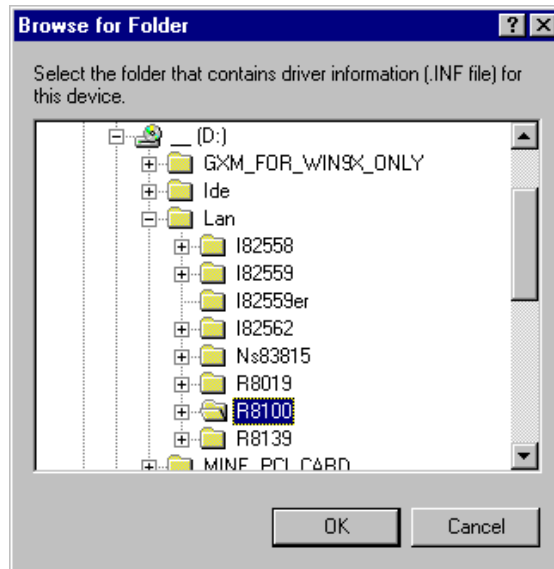 Browse for Folder
Select the folder that contains driver information (.INF file) for
this device.
__ (D:)
GXM_FOR_WIN9X_ONLY
Ide
Lan
I82558
I82559
I82559er
I82562
Ns83815
R8019
R8100
R8139
MINE_PCI_CARD
OK
Cancel